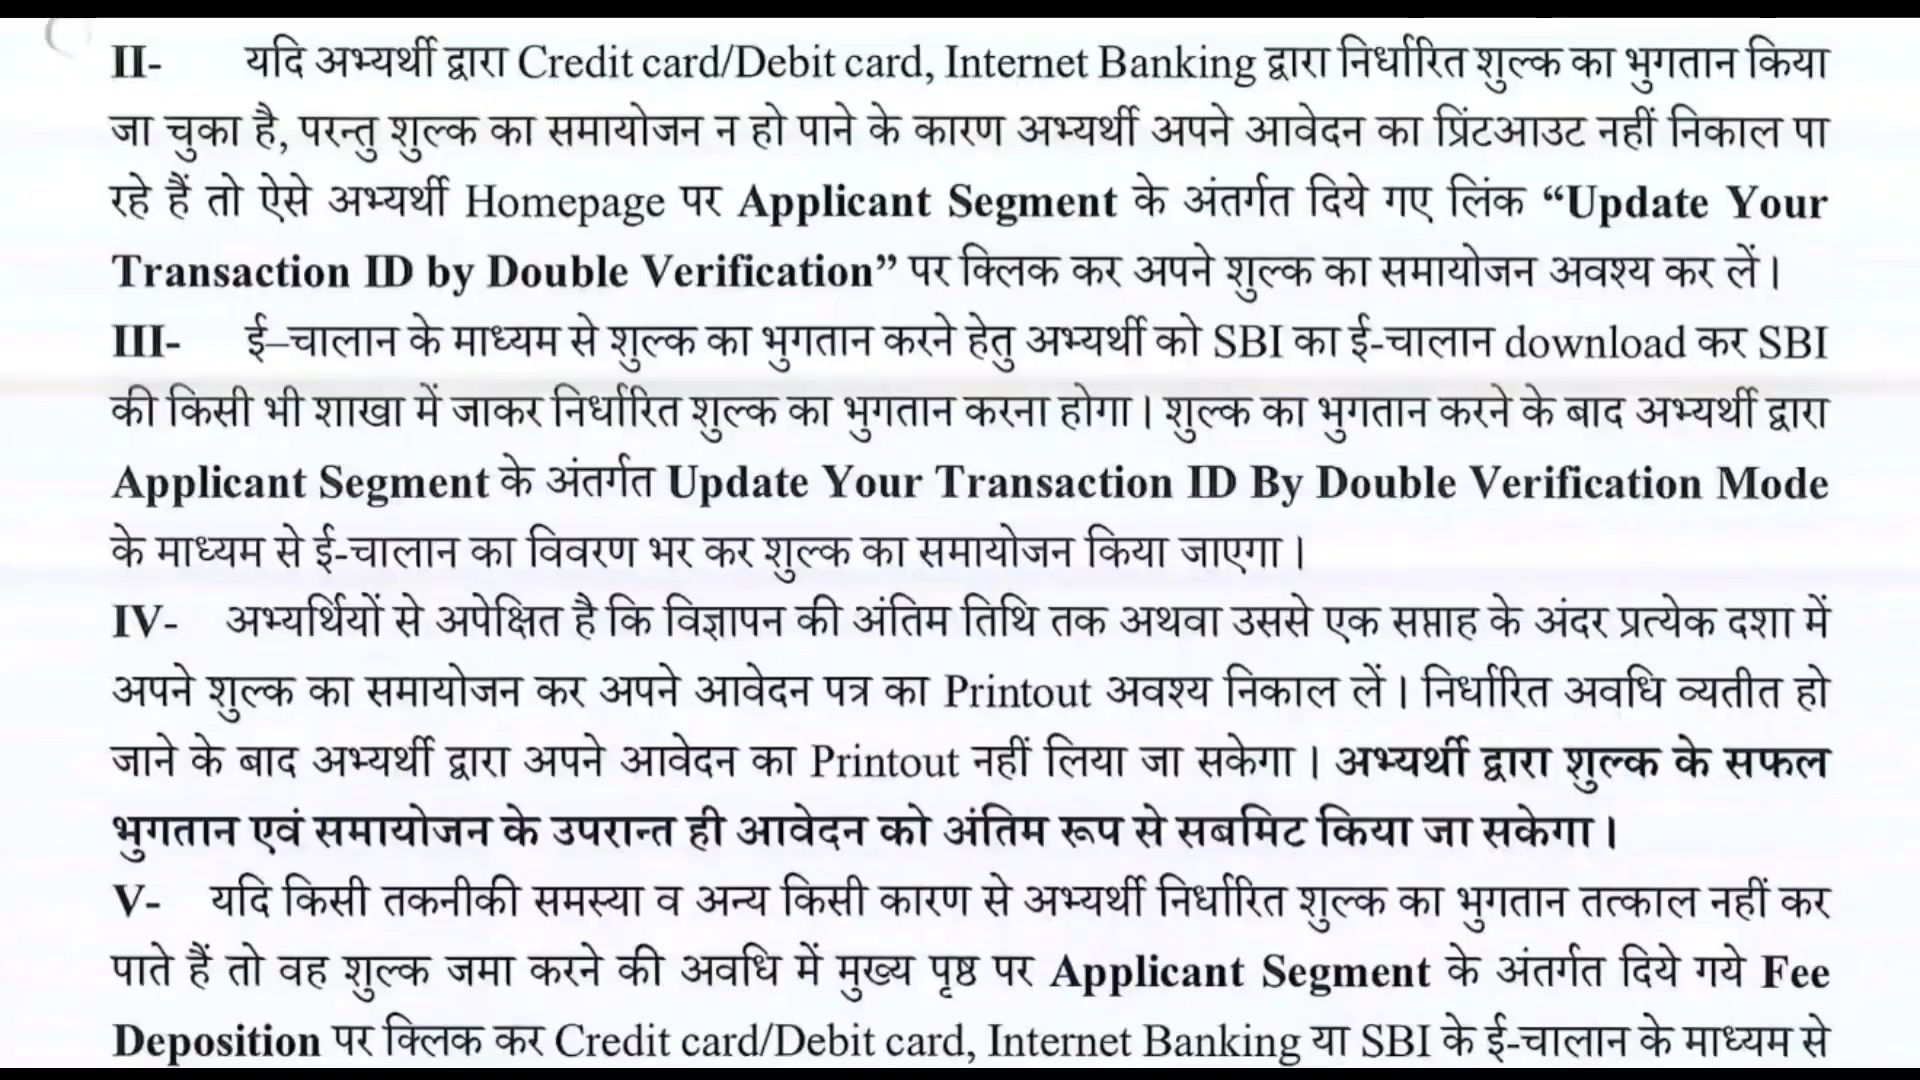 II- यदि अभ्यर्थी द्वारा Credit card/Debit card, Internet Banking द्वारा निर्धारित शुल्क का भुगतान किया
जा चुका है, परन्तु शुल्क का समायोजन न हो पाने के कारण अभ्यर्थी अपने आवेदन का प्रिंटआउट नहीं निकाल पा
रहे हैं तो ऐसे अभ्यर्थी Homepage पर Applicant Segment के अंतर्गत दिये गए लिंक “Update Your
Transaction ID by Double Verification” पर क्लिक कर अपने शुल्क का समायोजन अवश्य कर लें।
III- ई–चालान के माध्यम से शुल्क का भुगतान करने हेतु अभ्यर्थी को SBI का ई-चालान download कर SBI
की किसी भी शाखा में जाकर निर्धारित शुल्क का भुगतान करना होगा। शुल्क का भुगतान करने के बाद अभ्यर्थी द्वारा
Applicant Segment के अंतर्गत Update Your Transaction ID By Double Verification Mode
के माध्यम से ई-चालान का विवरण भर कर शुल्क का समायोजन किया जाएगा।
IV- अभ्यर्थियों से अपेक्षित है कि विज्ञापन की अंतिम तिथि तक अथवा उससे एक सप्ताह के अंदर प्रत्येक दशा में
अपने शुल्क का समायोजन कर अपने आवेदन पत्र का Printout अवश्य निकाल लें। निर्धारित अवधि व्यतीत हो
जाने के बाद अभ्यर्थी द्वारा अपने आवेदन का Printout नहीं लिया जा सकेगा। अभ्यर्थी द्वारा शुल्क के सफल
भुगतान एवं समायोजन के उपरान्त ही आवेदन को अंतिम रूप से सबमिट किया जा सकेगा।
V- यदि किसी तकनीकी समस्या व अन्य किसी कारण से अभ्यर्थी निर्धारित शुल्क का भुगतान तत्काल नहीं कर
पाते हैं तो वह शुल्क जमा करने की अवधि में मुख्य पृष्ठ पर Applicant Segment के अंतर्गत दिये गये Fee
Deposition पर क्लिक कर Credit card/Debit card, Internet Banking या SBI के ई-चालान के माध्यम से